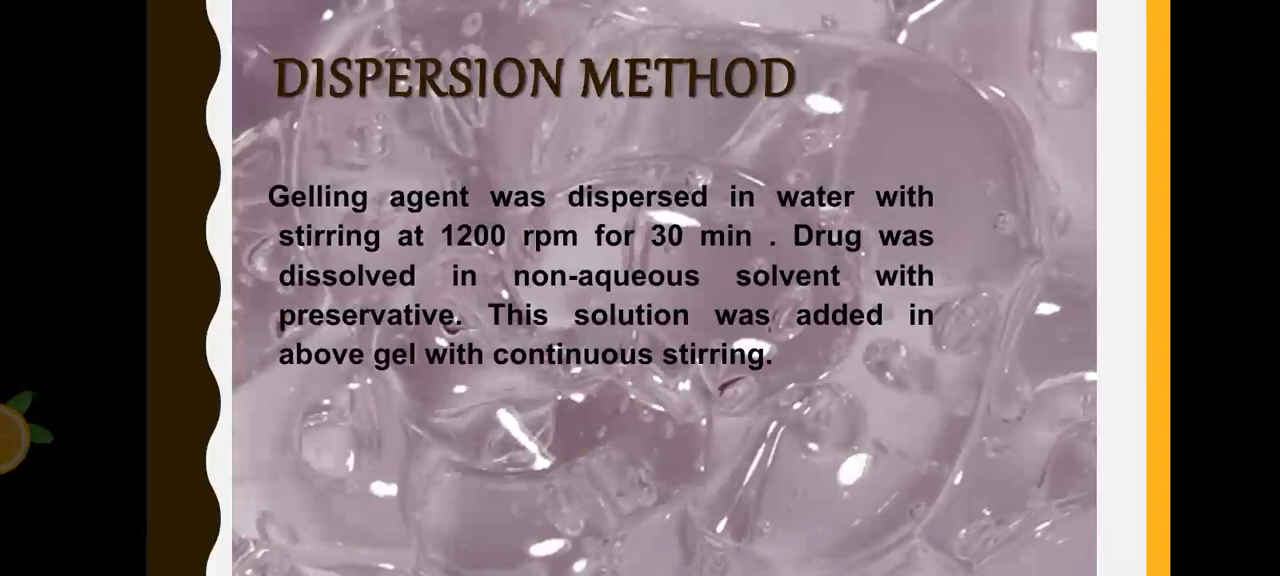 DISPERSION METHOD
Gelling agent was dispersed in water with
stirring at 1200 rpm for 30 min . Drug was
dissolved in non-aqueous solvent with
preservative. This solution was added in
above gel with continuous stirring.